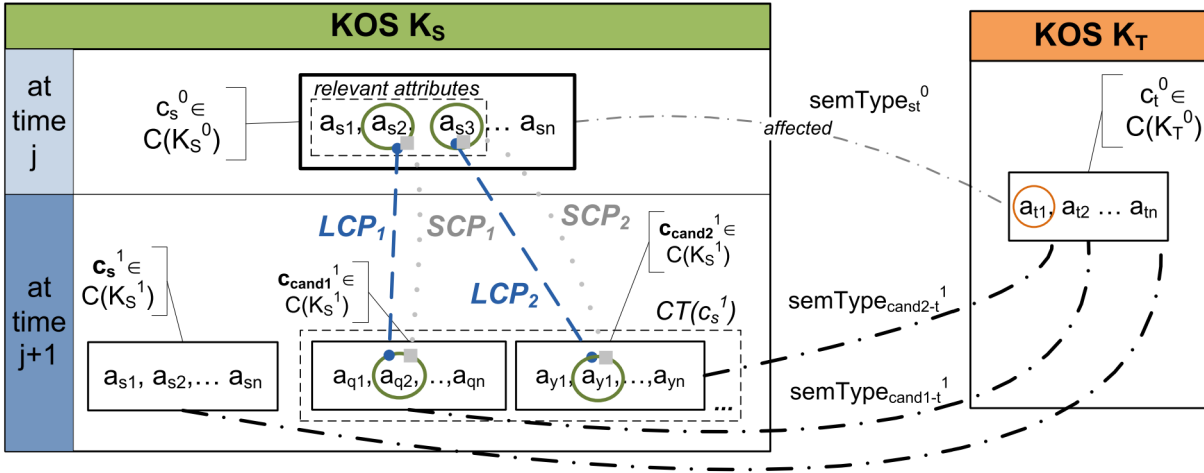 KOS K_S
KOS K_T
at
time
j
c_s^0 ∈
C(K_S^0)
relevant attributes
a_s1, a_s2, a_s3 ... a_sn
semType_st^0
affected
c_t^0 ∈
C(K_T^0)
a_t1, a_t2 ... a_tn
at
time
j+1
c_s^1 ∈
C(K_S^1)
LCP_1
SCP_1
SCP_2
LCP_2
c_cand1^1 ∈
C(K_S^1)
c_cand2^1 ∈
C(K_S^1)
CT(c_s^1)
a_s1, a_s2,... a_sn
a_q1, a_q2, ..,a_qn
a_y1, a_y1,...,a_yn
...
semType_cand2-t^1
semType_cand1-t^1